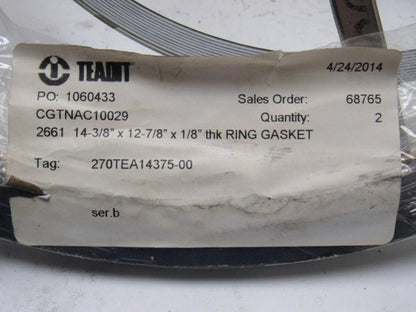 TEADIT 4/24/2014
PO: 1060433 Sales Order: 68765
CGTNAC10029 Quantity: 2
2661 14-3/8" x 12-7/8" x 1/8" thk RING GASKET
Tag: 270TEA14375-00
ser.b